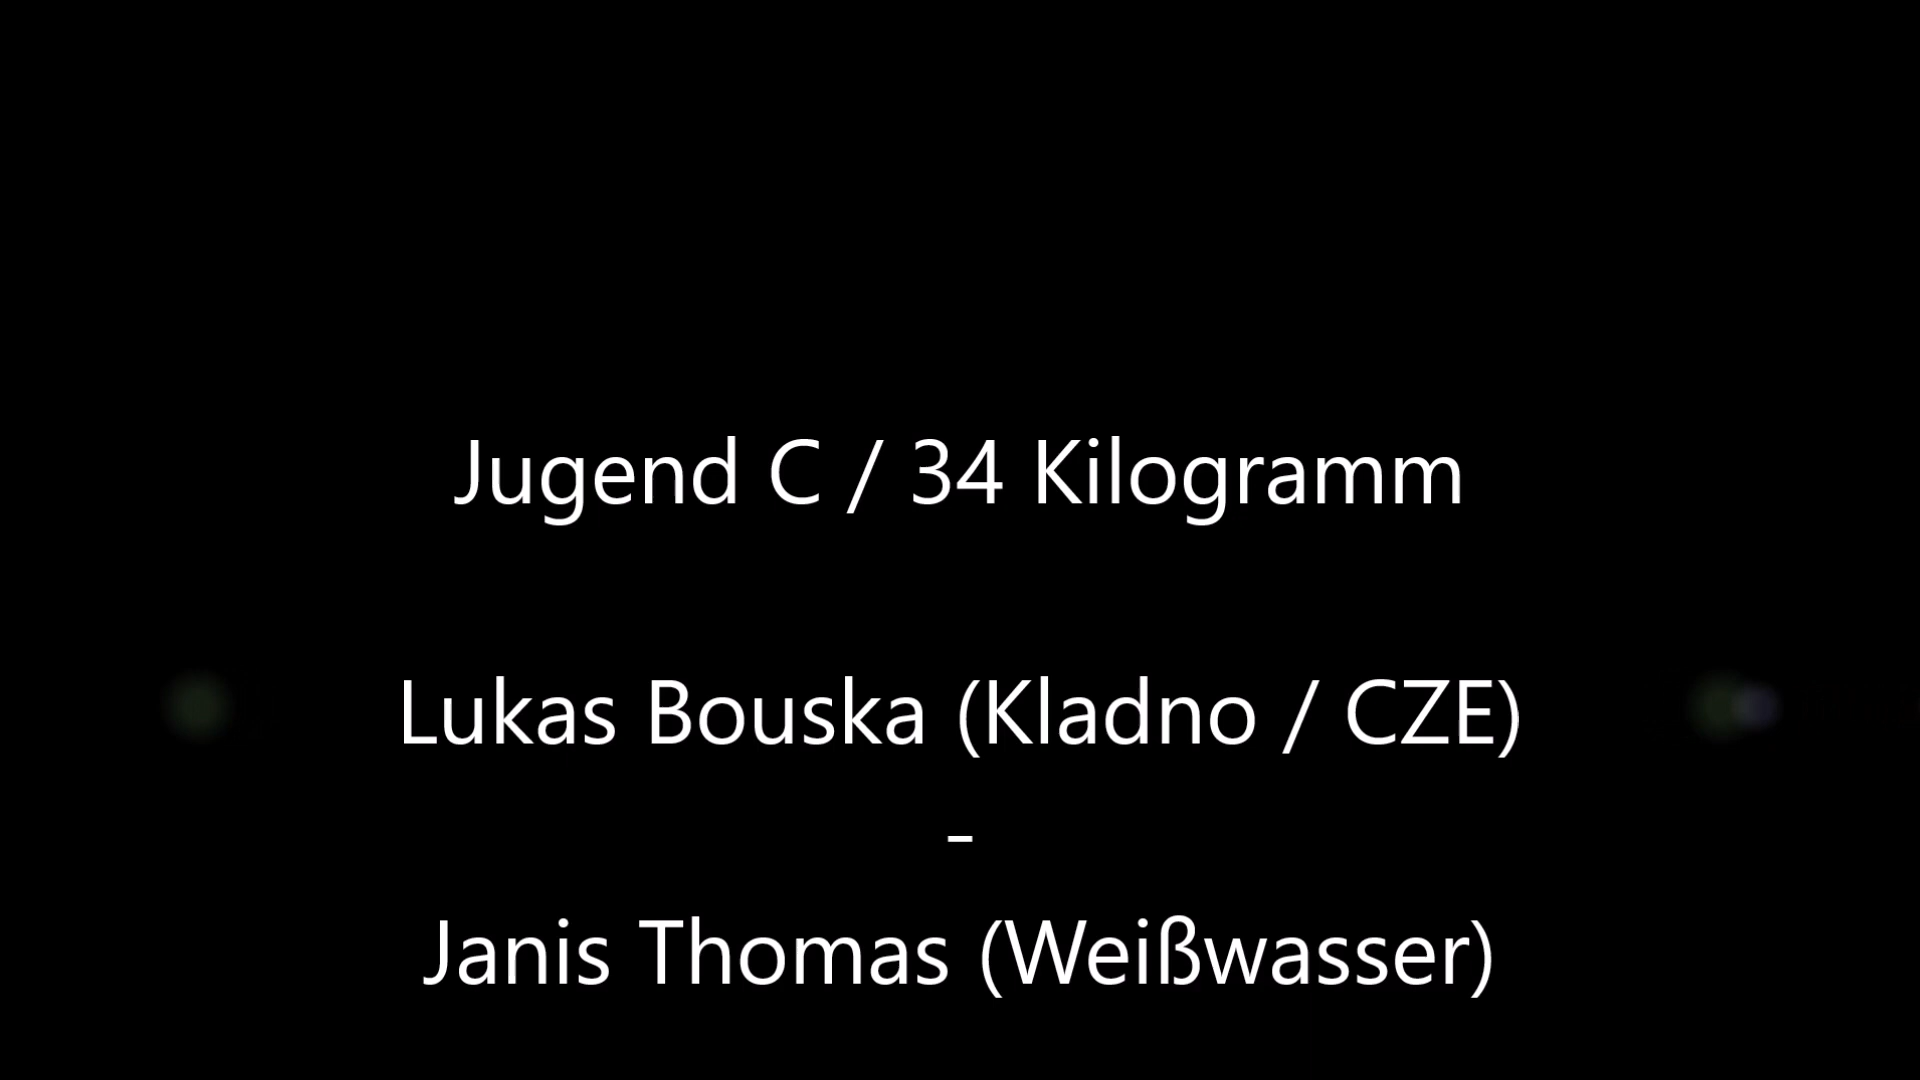 Jugend C / 34 Kilogramm
Lukas Bouska (Kladno / CZE)
-
Janis Thomas (Weißwasser)